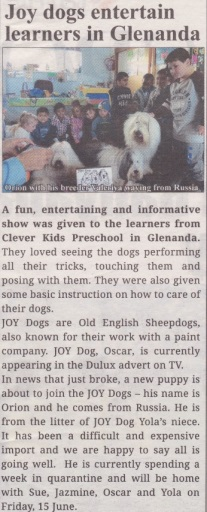 Joy dogs entertain
learners in Glenanda
Orion with his breeder Valesiya waving from Russia
A fun, entertaining and informative
show was given to the learners from
Clever Kids Preschool in Glenanda.
They loved seeing the dogs performing
all their tricks, touching them and
posing with them. They were also given
some basic instruction on how to care of
their dogs.
JOY Dogs are Old English Sheepdogs,
also known for their work with a paint
company. JOY Dog, Oscar, is currently
appearing in the Dulux advert on TV.
In news that just broke, a new puppy is
about to join the JOY Dogs – his name is
Orion and he comes from Russia. He is
from the litter of JOY Dog Yola's niece.
It has been a difficult and expensive
import and we are happy to say all is
going well. He is currently spending a
week in quarantine and will be home
with Sue, Jazmine, Oscar and Yola on
Friday, 15 June.